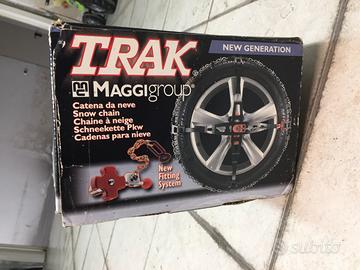 TRAK
NEW GENERATION
MAGGIgroup
Catena da neve
Snow chain
Chaîne à neige
Schneekette Pkw
Cadenas para nieve
New
Fitting
System
subito